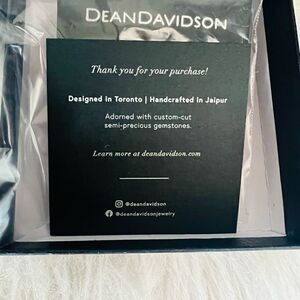 DEANDAVIDSON
Thank you for your purchase!
Designed in Toronto | Handcrafted in Jaipur
Adorned with custom-cut
semi-precious gemstones.
Learn more at deandavidson.com
@deandavidson
@deandavidsonjewelry